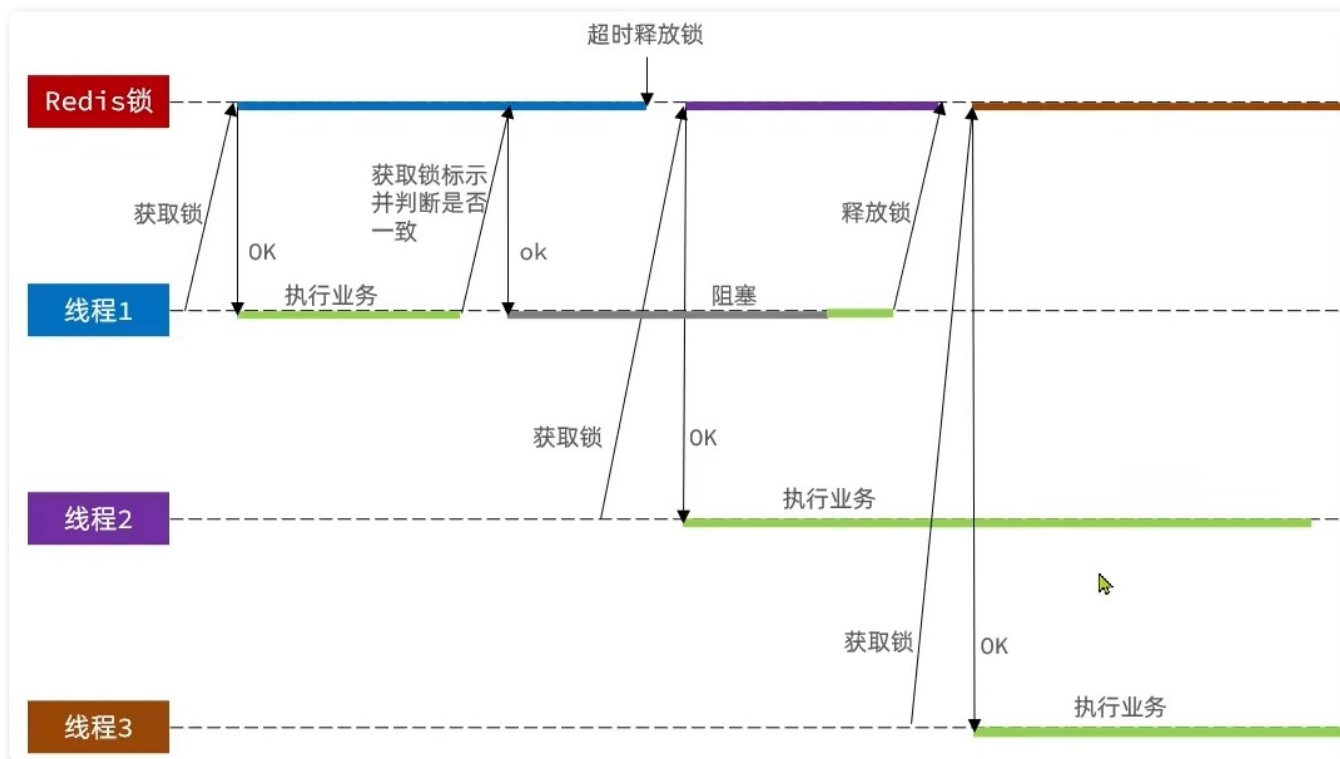 超时释放锁
Redis锁
获取锁
获取锁标示
并判断是否
一致
释放锁
OK
ok
线程1
执行业务
阻塞
获取锁
OK
线程2
执行业务
获取锁
OK
线程3
执行业务